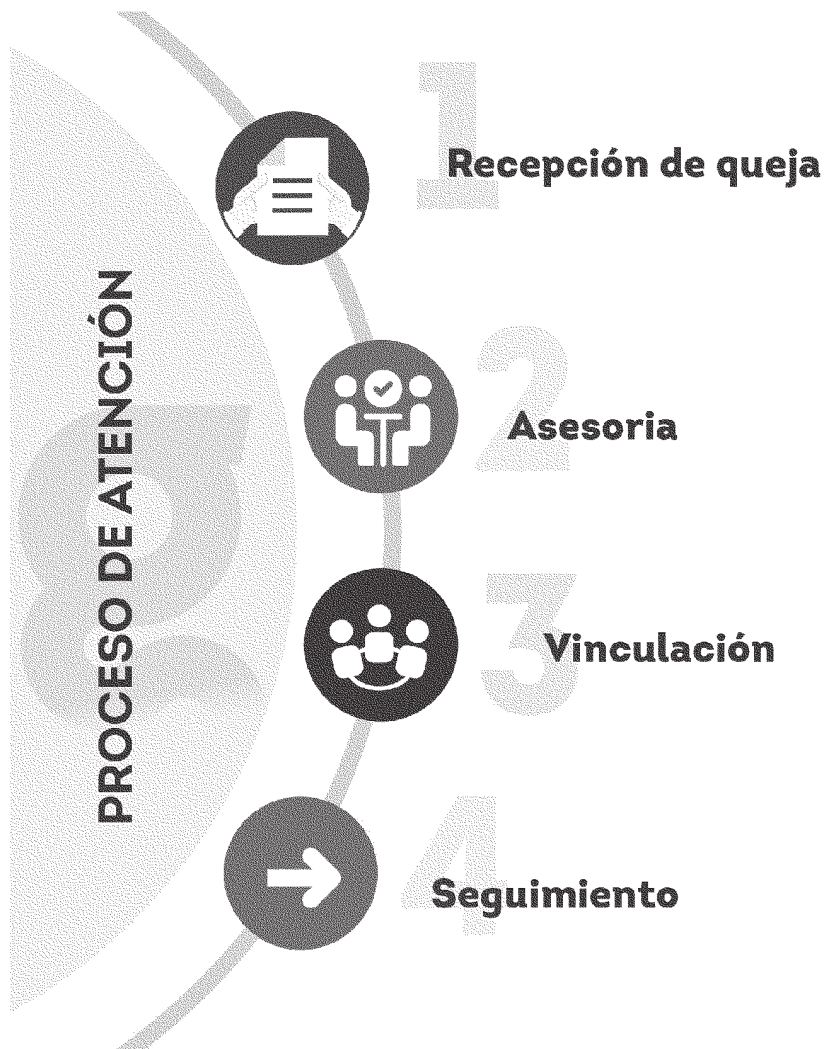 PROCESO DE ATENCIÓN
1
Recepción de queja
2
Asesoria
3
Vinculación
4
Seguimiento